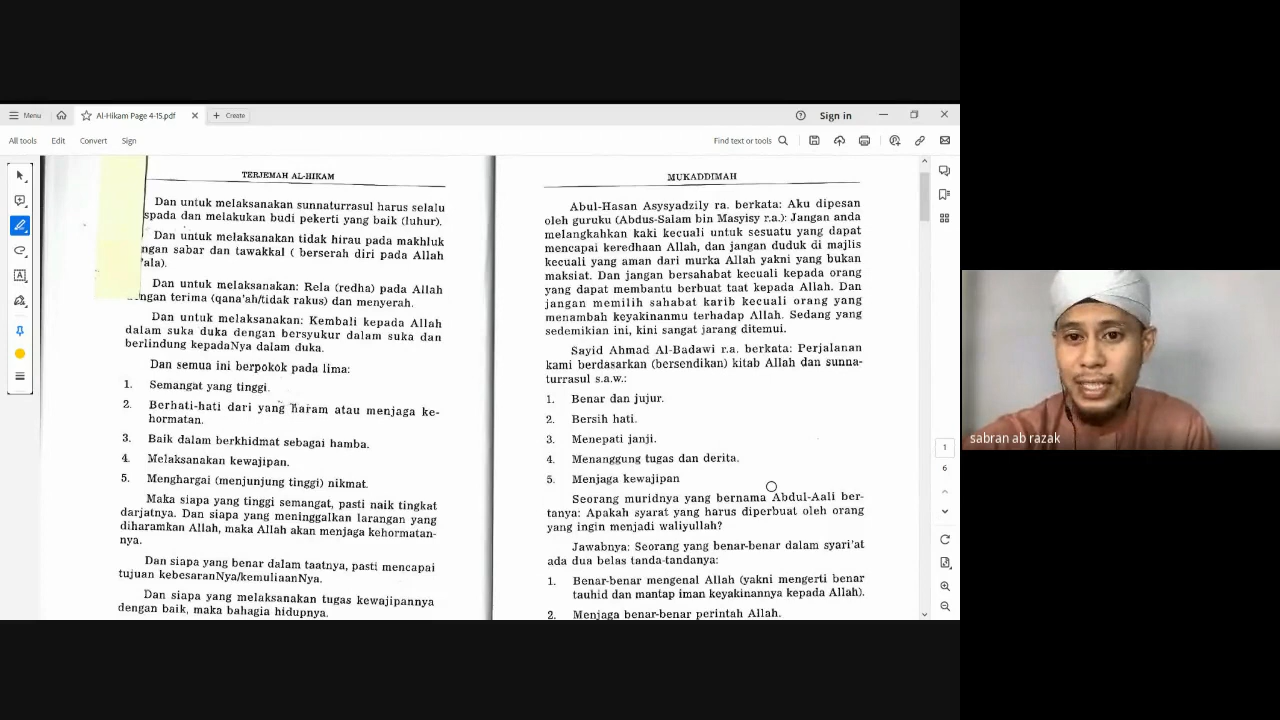 Menu
Al-Hikam Page 4-15.pdf
Create
Sign in
All tools
Edit
Convert
Sign
Find text or tools
TERJEMAH AL-HIKAM
Dan untuk melaksanakan sunnaturrasul harus selalu
spada dan melakukan budi pekerti yang baik (luhur).
Dan untuk melaksanakan tidak hirau pada makhluk
ngan sabar dan tawakkal ( berserah diri pada Allah
'ala).
Dan untuk melaksanakan: Rela (redha) pada Allah
engan terima (qana'ah/tidak rakus) dan menyerah.
Dan untuk melaksanakan: Kembali kepada Allah
dalam suka duka dengan bersyukur dalam suka dan
berlindung kepadaNya dalam duka.
Dan semua ini berpokok pada lima:
1. Semangat yang tinggi.
2. Berhati-hati dari yang haram atau menjaga ke-
hormatan.
3. Baik dalam berkhidmat sebagai hamba.
4. Melaksanakan kewajipan.
5. Menghargai (menjunjung tinggi) nikmat.
Maka siapa yang tinggi semangat, pasti naik tingkat
darjatnya. Dan siapa yang meninggalkan larangan yang
diharamkan Allah, maka Allah akan menjaga kehormatan-
nya.
Dan siapa yang benar dalam taatnya, pasti mencapai
tujuan kebesaranNya/kemuliaanNya.
Dan siapa yang melaksanakan tugas kewajipannya
dengan baik, maka bahagia hidupnya.
MUKADDIMAH
Abul-Hasan Asysyadzily ra. berkata: Aku dipesan
oleh guruku (Abdus-Salam bin Masyisy r.a.): Jangan anda
melangkahkan kaki kecuali untuk sesuatu yang dapat
mencapai keredhaan Allah, dan jangan duduk di majlis
kecuali yang aman dari murka Allah yakni yang bukan
maksiat. Dan jangan bersahabat kecuali kepada orang
yang dapat membantu berbuat taat kepada Allah. Dan
jangan memilih sahabat karib kecuali orang yang
menambah keyakinanmu terhadap Allah. Sedang yang
sedemikian ini, kini sangat jarang ditemui.
Sayid Ahmad Al-Badawi r.a. berkata: Perjalanan
kami berdasarkan (bersendikan) kitab Allah dan sunna-
turrasul s.a.w.:
1. Benar dan jujur.
2. Bersih hati.
3. Menepati janji.
4. Menanggung tugas dan derita.
5. Menjaga kewajipan
Seorang muridnya yang bernama Abdul-Aali ber-
tanya: Apakah syarat yang harus diperbuat oleh orang
yang ingin menjadi waliyullah?
Jawabnya: Seorang yang benar-benar dalam syari'at
ada dua belas tanda-tandanya:
1. Benar-benar mengenal Allah (yakni mengerti benar
tauhid dan mantap iman keyakinannya kepada Allah).
2. Menjaga benar-benar perintah Allah.
1
6
sabran ab razak